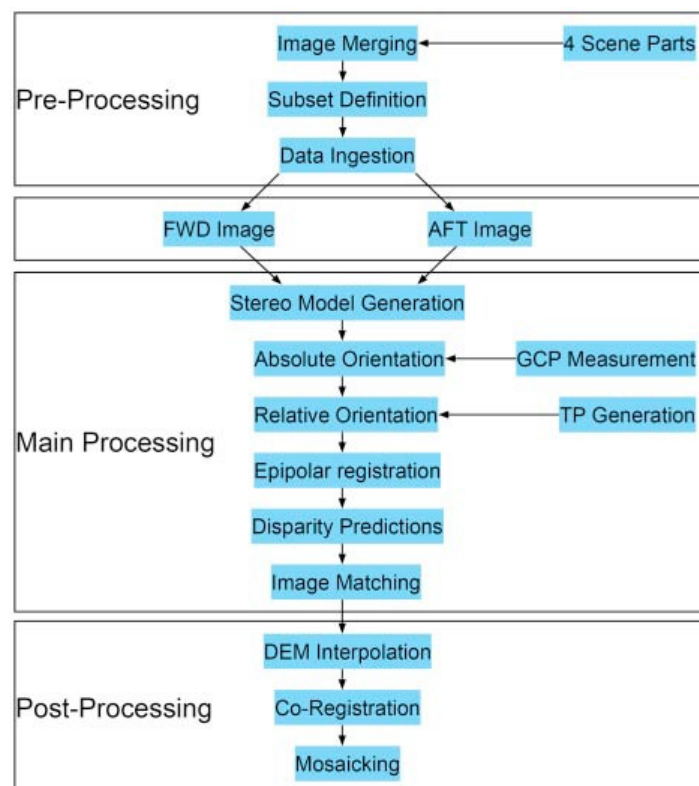 Image Merging
4 Scene Parts
Pre-Processing
Subset Definition
Data Ingestion
FWD Image
AFT Image
Stereo Model Generation
Absolute Orientation
GCP Measurement
Relative Orientation
TP Generation
Main Processing
Epipolar registration
Disparity Predictions
Image Matching
DEM Interpolation
Post-Processing
Co-Registration
Mosaicking